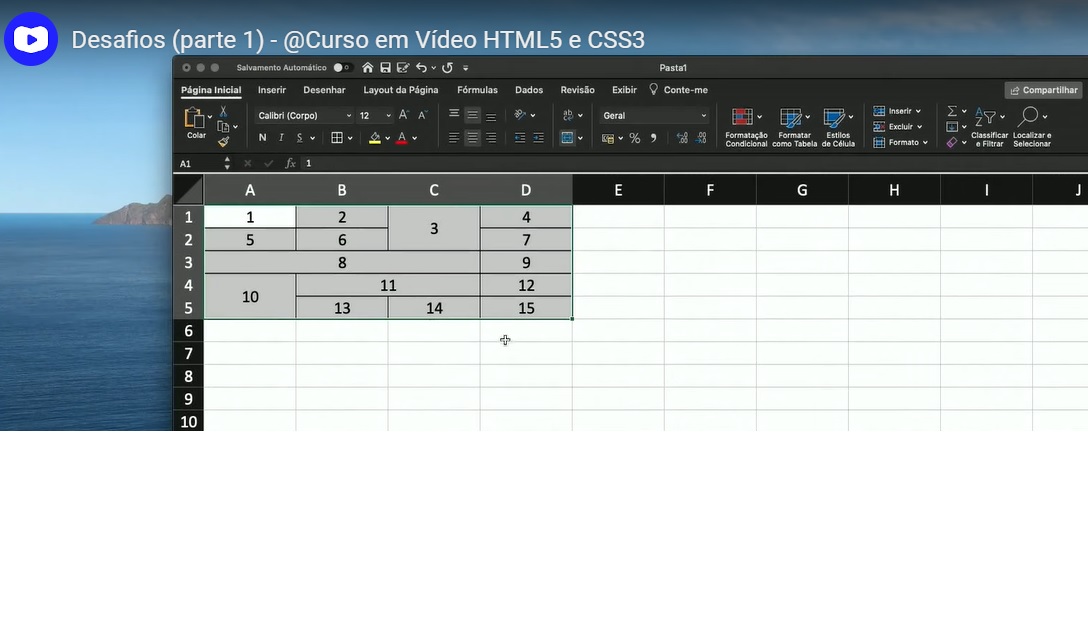 Desafios (parte 1) - @Curso em Vídeo HTML5 e CSS3
Salvamento Automático
Pasta1
Página Inicial Inserir Desenhar Layout da Página Fórmulas Dados Revisão Exibir Conte-me Compartilhar
Colar
Calibri (Corpo) 12 A A
N I S A
ab
Geral
%
Formatação Condicional
Formatar como Tabela
Estilos de Célula
Inserir
Excluir
Formato
Classificar e Filtrar
Localizar e Selecionar
A1 fx 1
A B C D E F G H I J
1 1 2 3 4
2 5 6 7
3 8 9
4 10 11 12
5 13 14 15
6
7
8
9
10